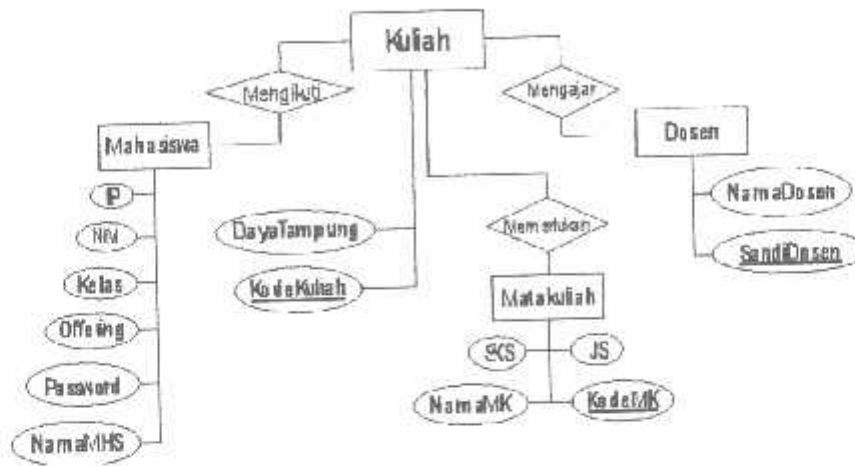 Kuliah
Mengikuti
Mengajar
Mahasiswa
Dosen
IP
NIM
Kelas
Offering
Password
NamaMHS
DayaTampung
KodeKuliah
Memerlukan
Matakuliah
SKS
JS
NamaMK
KodeMK
NamaDosen
SandiDosen